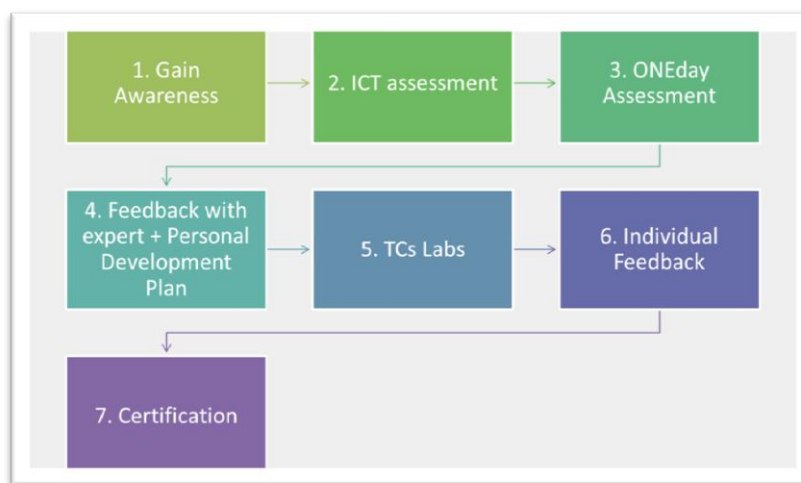 1. Gain
Awareness
2. ICT assessment
3. ONEday
Assessment
4. Feedback with
expert + Personal
Development
Plan
5. TCs Labs
6. Individual
Feedback
7. Certification